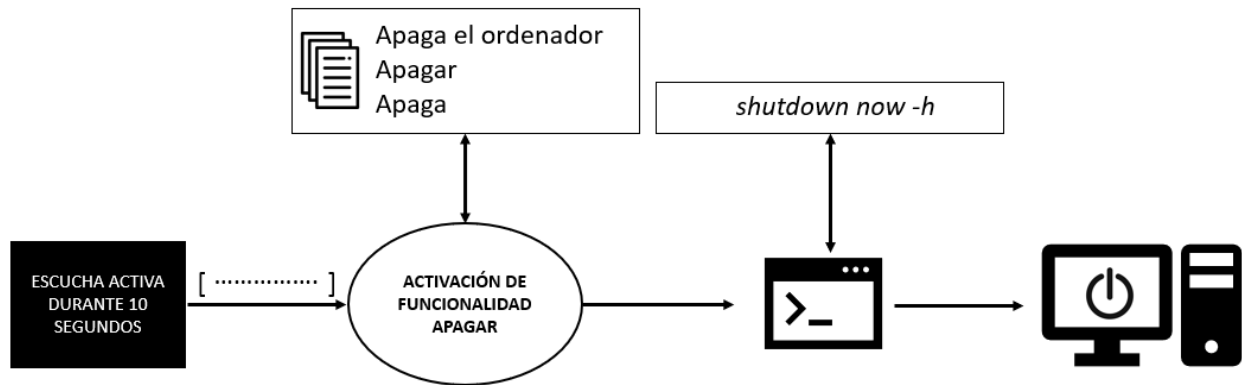 Apaga el ordenador
Apagar
Apaga
shutdown now -h
ESCUCHA ACTIVA
DURANTE 10
SEGUNDOS
[ ................ ]
ACTIVACIÓN DE
FUNCIONALIDAD
APAGAR
>_